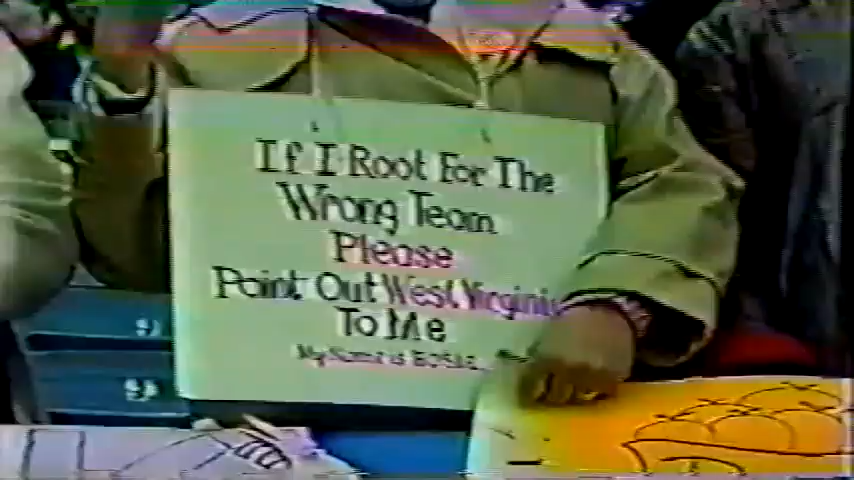 If I Root For The
Wrong Team
Please
Point Out West Virginia
To Me
My Name is